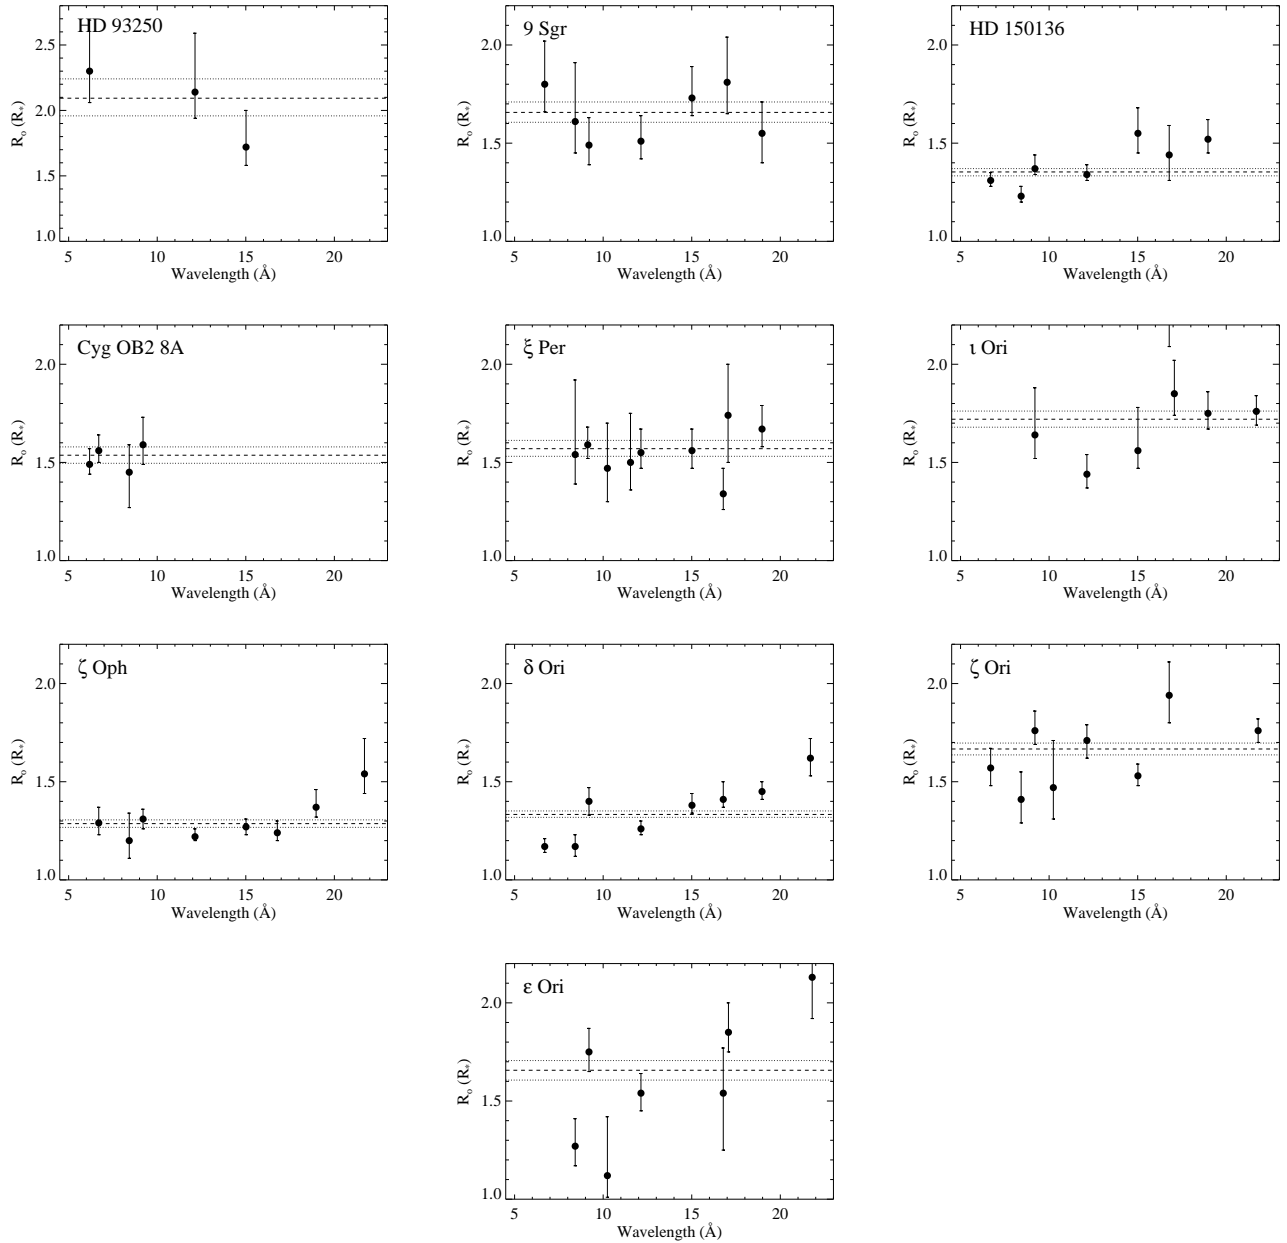 HD 93250
2.5
2.0
1.5
1.0
R₀ (R*)
5 10 15 20
Wavelength (Å)
9 Sgr
2.0
1.5
1.0
R₀ (R*)
5 10 15 20
Wavelength (Å)
HD 150136
2.0
1.5
1.0
R₀ (R*)
5 10 15 20
Wavelength (Å)
Cyg OB2 8A
2.0
1.5
1.0
R₀ (R*)
5 10 15 20
Wavelength (Å)
ξ Per
2.0
1.5
1.0
R₀ (R*)
5 10 15 20
Wavelength (Å)
ι Ori
2.0
1.5
1.0
R₀ (R*)
5 10 15 20
Wavelength (Å)
ζ Oph
2.0
1.5
1.0
R₀ (R*)
5 10 15 20
Wavelength (Å)
δ Ori
2.0
1.5
1.0
R₀ (R*)
5 10 15 20
Wavelength (Å)
ζ Ori
2.0
1.5
1.0
R₀ (R*)
5 10 15 20
Wavelength (Å)
ε Ori
2.0
1.5
1.0
R₀ (R*)
5 10 15 20
Wavelength (Å)